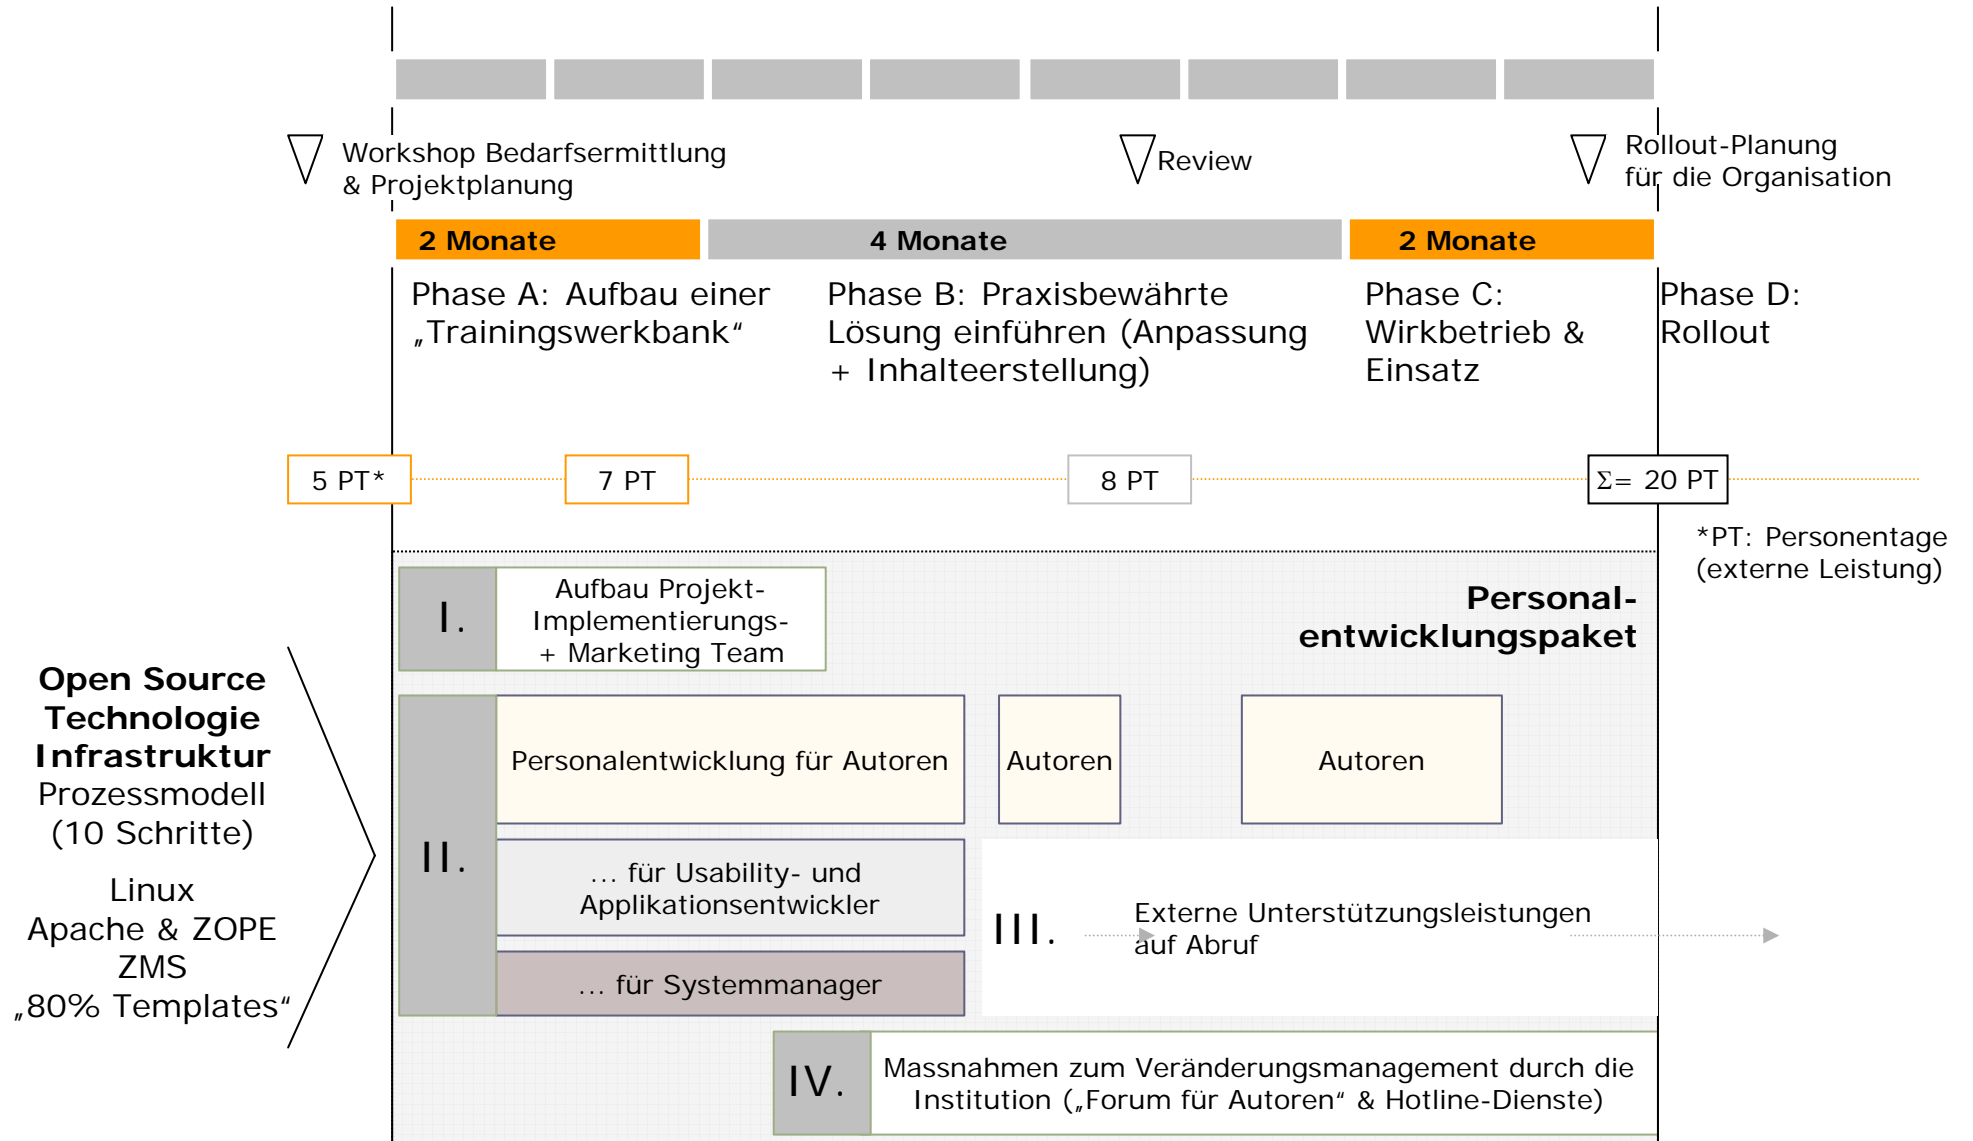 Workshop Bedarfsermittlung
& Projektplanung
Review
Rollout-Planung
für die Organisation
2 Monate
4 Monate
2 Monate
Phase A: Aufbau einer
„Trainingswerkbank“
Phase B: Praxisbewährte
Lösung einführen (Anpassung
+ Inhalteerstellung)
Phase C:
Wirkbetrieb &
Einsatz
Phase D:
Rollout
5 PT*
7 PT
8 PT
Σ= 20 PT
*PT: Personentage
(externe Leistung)
Personal-
entwicklungspaket
I.
Aufbau Projekt-
Implementierungs-
+ Marketing Team
Open Source
Technologie
Infrastruktur
Prozessmodell
(10 Schritte)
Linux
Apache & ZOPE
ZMS
„80% Templates“
II.
Personalentwicklung für Autoren
Autoren
Autoren
... für Usability- und
Applikationsentwickler
... für Systemmanager
III.
Externe Unterstützungsleistungen
auf Abruf
IV.
Massnahmen zum Veränderungsmanagement durch die
Institution („Forum für Autoren“ & Hotline-Dienste)